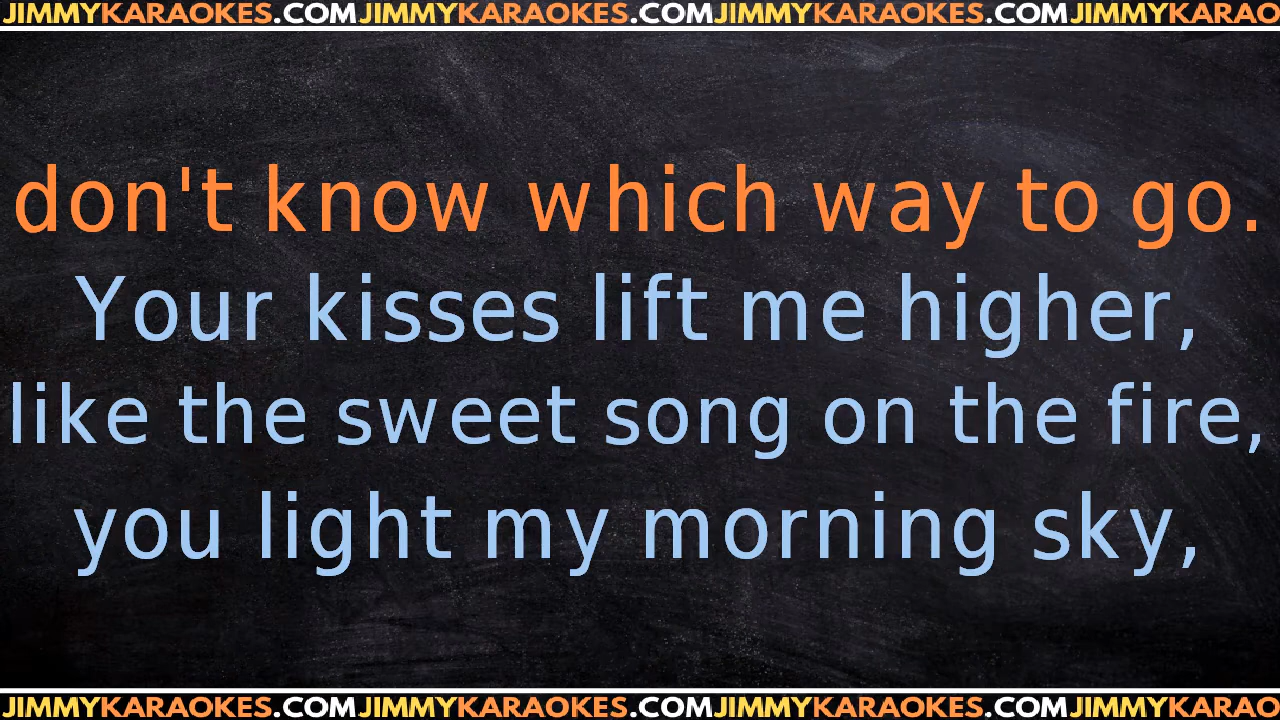 JIMMYKARAOKES.COMJIMMYKARAOKES.COMJIMMYKARAOKES.COMJIMMYKARAO
don't know which way to go.
Your kisses lift me higher,
like the sweet song on the fire,
you light my morning sky,
JIMMYKARAOKES.COMJIMMYKARAOKES.COMJIMMYKARAOKES.COMJIMMYKARAO